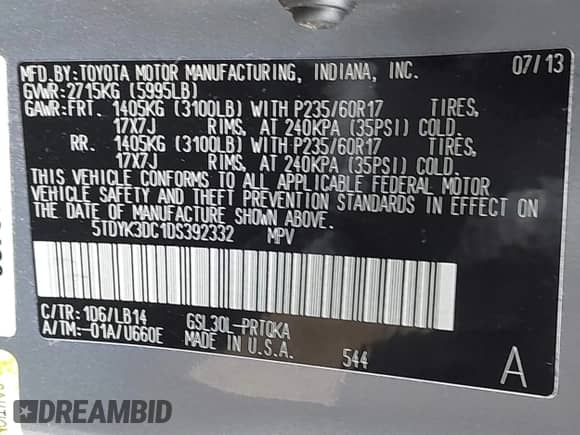 MFD.BY:TOYOTA MOTOR MANUFACTURING, INDIANA, INC. 07/13
GVWR:2715KG (5995LB)
GAWR:FRT. 1405KG (3100LB) WITH P235/60R17 TIRES,
17X7J RIMS, AT 240KPA (35PSI) COLD.
RR. 1405KG (3100LB) WITH P235/60R17 TIRES,
17X7J RIMS, AT 240KPA (35PSI) COLD.
THIS VEHICLE CONFORMS TO ALL APPLICABLE FEDERAL MOTOR
VEHICLE SAFETY AND THEFT PREVENTION STANDARDS IN EFFECT ON
THE DATE OF MANUFACTURE SHOWN ABOVE.
5TDYK3DC1DS392332 MPV
C/TR:1D6/LB14 GSL30L-PRTQKA
A/TM:-01A/U660E MADE IN U.S.A. 544 A
DREAMBID